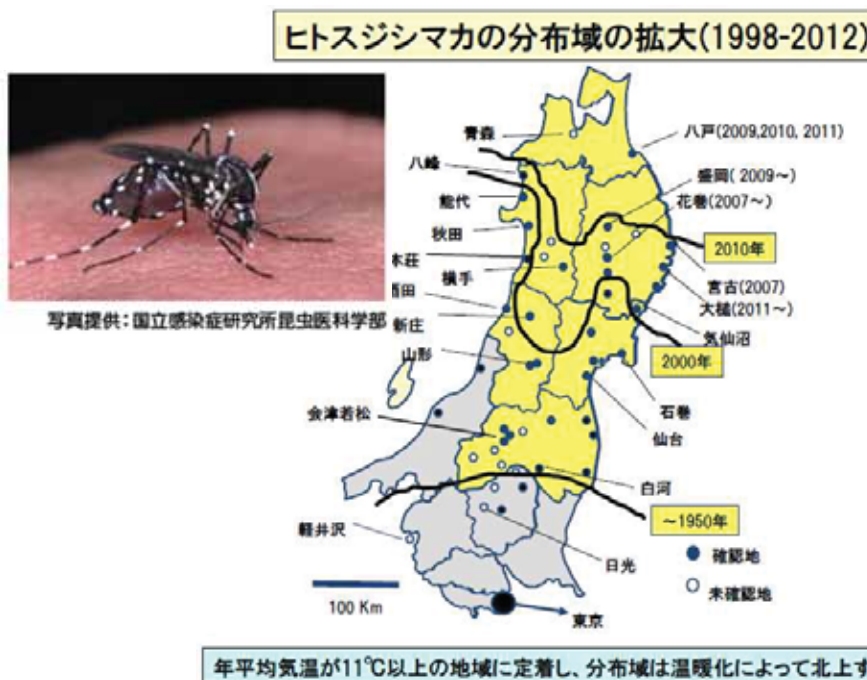 ヒトスジシマカの分布域の拡大(1998-2012)
青森
八戸(2009,2010, 2011)
八峰
盛岡( 2009～)
能代
花巻(2007～)
秋田
2010年
本荘
横手
宮古(2007)
酒田
大槌(2011～)
写真提供：国立感染症研究所昆虫医科学部
新庄
気仙沼
山形
2000年
石巻
会津若松
仙台
白河
～1950年
軽井沢
日光
確認地
未確認地
100 Km
東京
年平均気温が11℃以上の地域に定着し、分布域は温暖化によって北上す